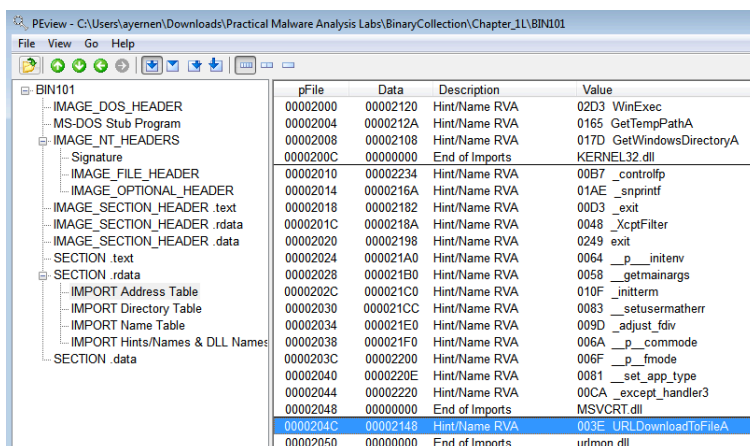 PEview - C:\Users\ayernen\Downloads\Practical Malware Analysis Labs\BinaryCollection\Chapter_1L\BIN101
File View Go Help
BIN101
IMAGE_DOS_HEADER
MS-DOS Stub Program
IMAGE_NT_HEADERS
Signature
IMAGE_FILE_HEADER
IMAGE_OPTIONAL_HEADER
IMAGE_SECTION_HEADER .text
IMAGE_SECTION_HEADER .rdata
IMAGE_SECTION_HEADER .data
SECTION .text
SECTION .rdata
IMPORT Address Table
IMPORT Directory Table
IMPORT Name Table
IMPORT Hints/Names & DLL Names
SECTION .data
pFile Data Description Value
00002000 00002120 Hint/Name RVA 02D3 WinExec
00002004 0000212A Hint/Name RVA 0165 GetTempPathA
00002008 00002108 Hint/Name RVA 017D GetWindowsDirectoryA
0000200C 00000000 End of Imports KERNEL32.dll
00002010 00002234 Hint/Name RVA 00B7 _controlfp
00002014 0000216A Hint/Name RVA 01AE _snprintf
00002018 00002182 Hint/Name RVA 00D3 _exit
0000201C 0000218A Hint/Name RVA 0048 _XcptFilter
00002020 00002198 Hint/Name RVA 0249 exit
00002024 000021A0 Hint/Name RVA 0064 __p___initenv
00002028 000021B0 Hint/Name RVA 0058 __getmainargs
0000202C 000021C0 Hint/Name RVA 010F _initterm
00002030 000021CC Hint/Name RVA 0083 __setusermatherr
00002034 000021E0 Hint/Name RVA 009D _adjust_fdiv
00002038 000021F0 Hint/Name RVA 006A __p__commode
0000203C 00002200 Hint/Name RVA 006F __p__fmode
00002040 0000220E Hint/Name RVA 0081 __set_app_type
00002044 00002220 Hint/Name RVA 00CA _except_handler3
00002048 00000000 End of Imports MSVCRT.dll
0000204C 00002148 Hint/Name RVA 003E URLDownloadToFileA
00002050 00000000 End of Imports urlmon.dll